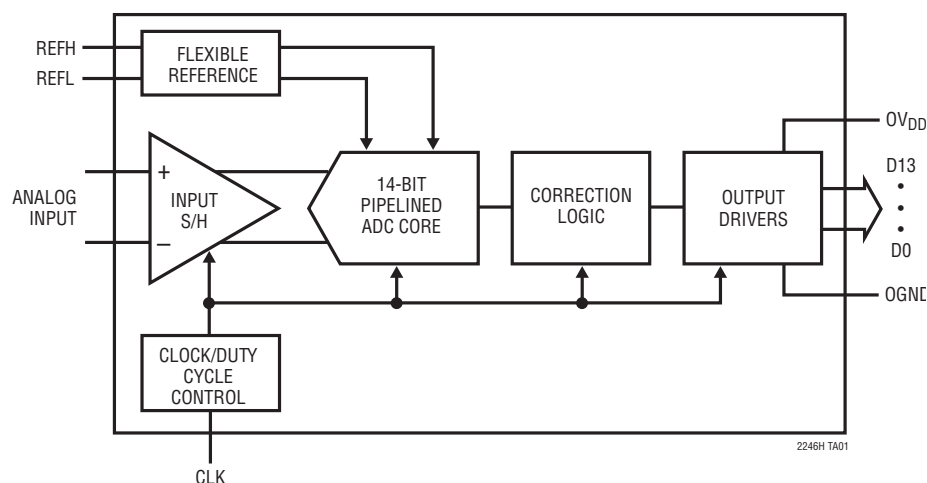 REFH
REFL
FLEXIBLE
REFERENCE
OVDD
D13
•
•
•
D0
OGND
ANALOG
INPUT
+
−
INPUT
S/H
14-BIT
PIPELINED
ADC CORE
CORRECTION
LOGIC
OUTPUT
DRIVERS
CLOCK/DUTY
CYCLE
CONTROL
CLK
2246H TA01